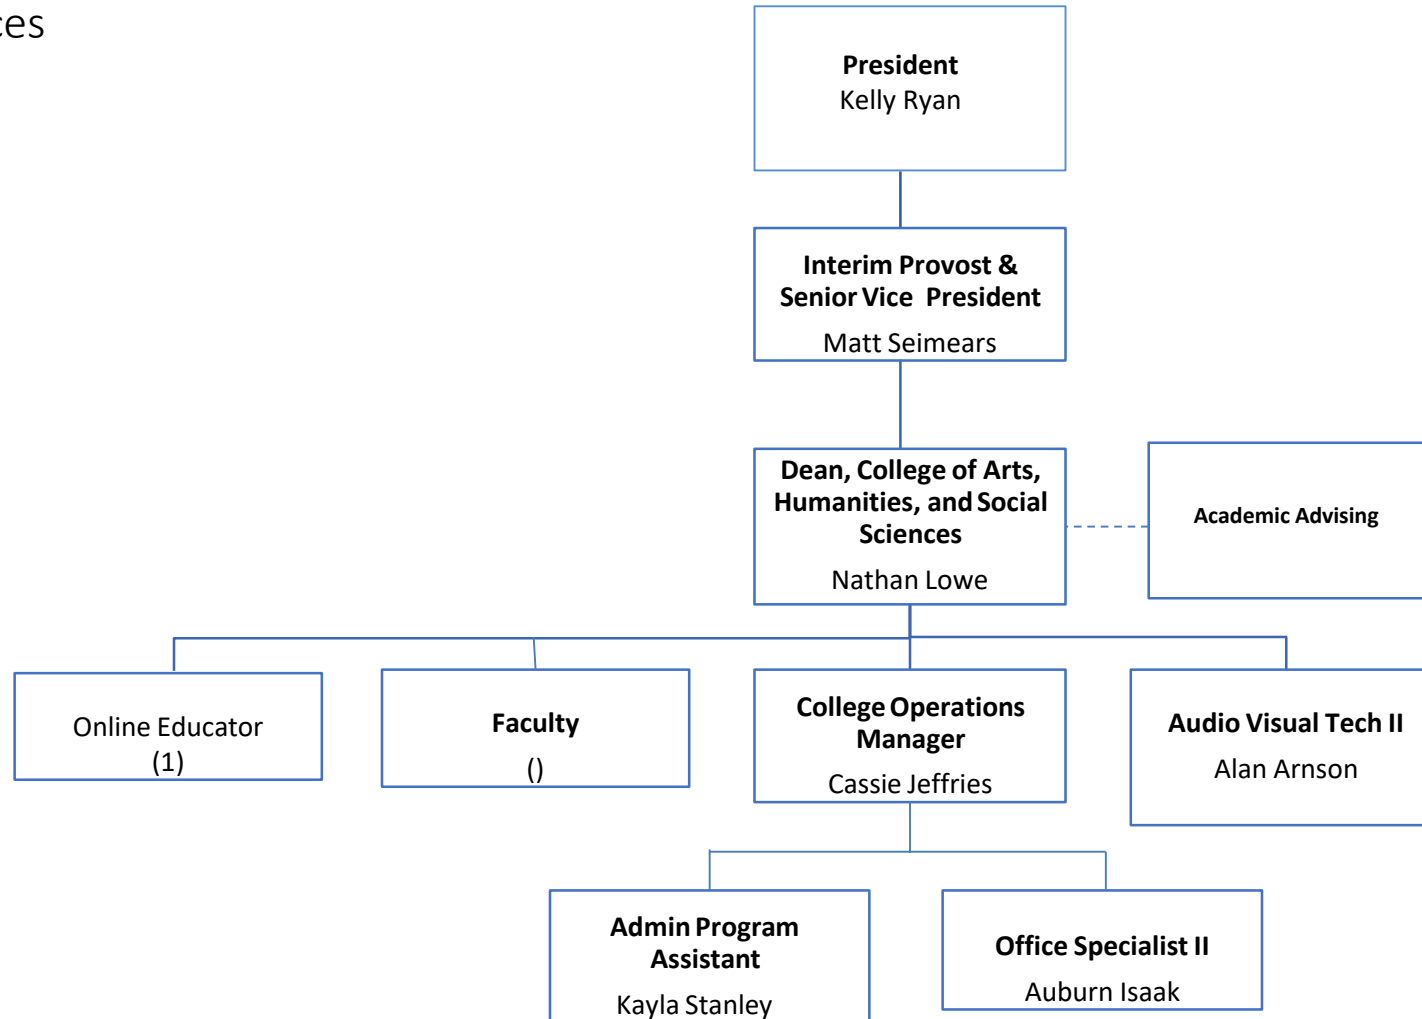 ces
President
Kelly Ryan
Interim Provost &
Senior Vice President
Matt Seimears
Dean, College of Arts,
Humanities, and Social
Sciences
Nathan Lowe
Academic Advising
Online Educator
(1)
Faculty
()
College Operations
Manager
Cassie Jeffries
Audio Visual Tech II
Alan Arnson
Admin Program
Assistant
Kayla Stanley
Office Specialist II
Auburn Isaak